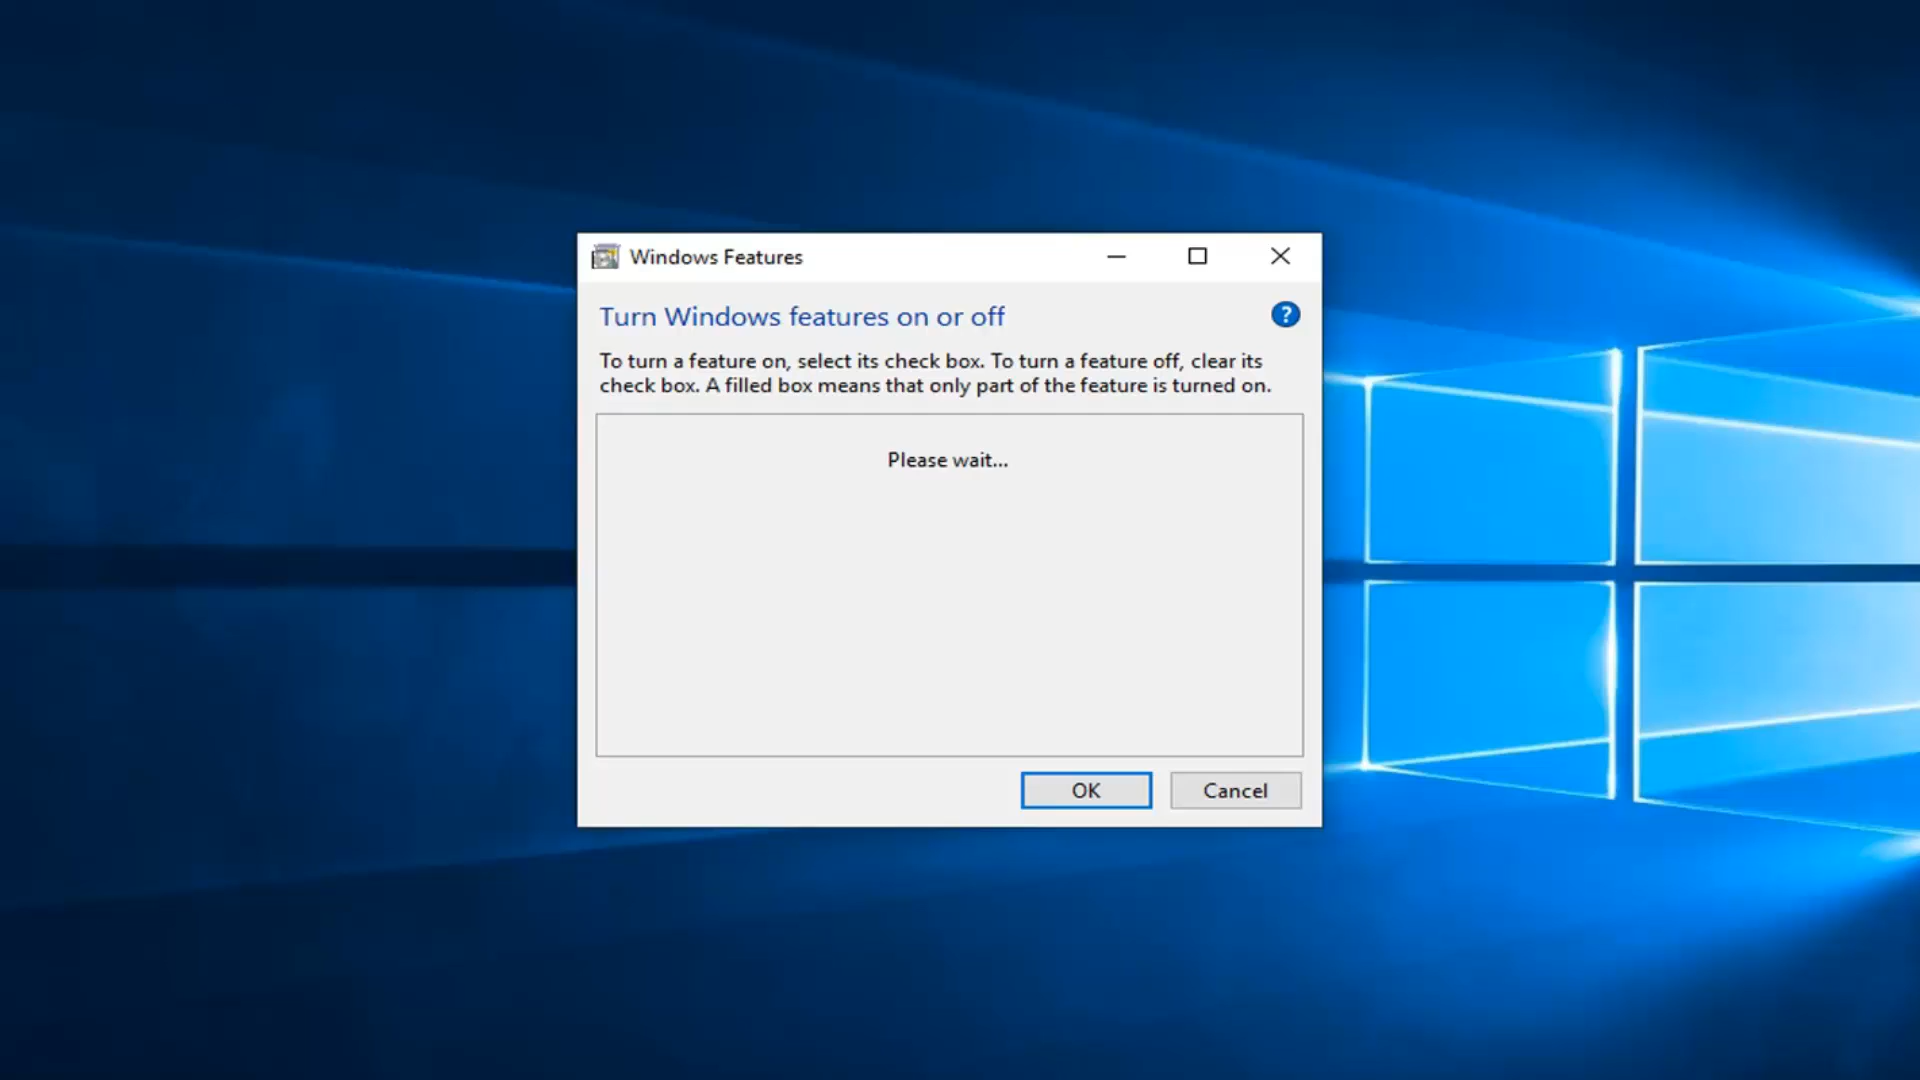 Windows Features
Turn Windows features on or off
?
To turn a feature on, select its check box. To turn a feature off, clear its
check box. A filled box means that only part of the feature is turned on.
Please wait...
OK
Cancel